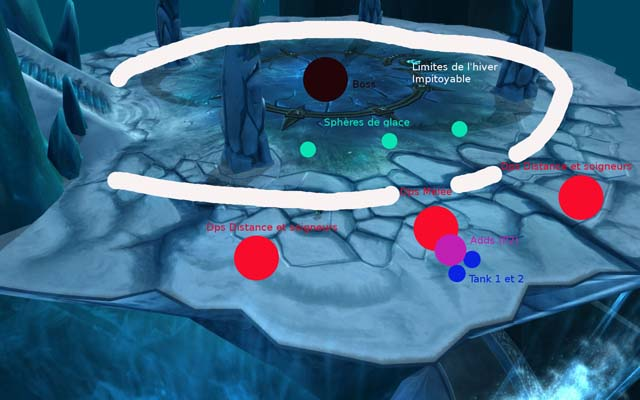 Limites de l'hiver
Impitoyable
Boss
Sphères de glace
Dps Distance et soigneurs
Dps Mêlée
Dps Distance et soigneurs
Adds
Tank 1 et 2